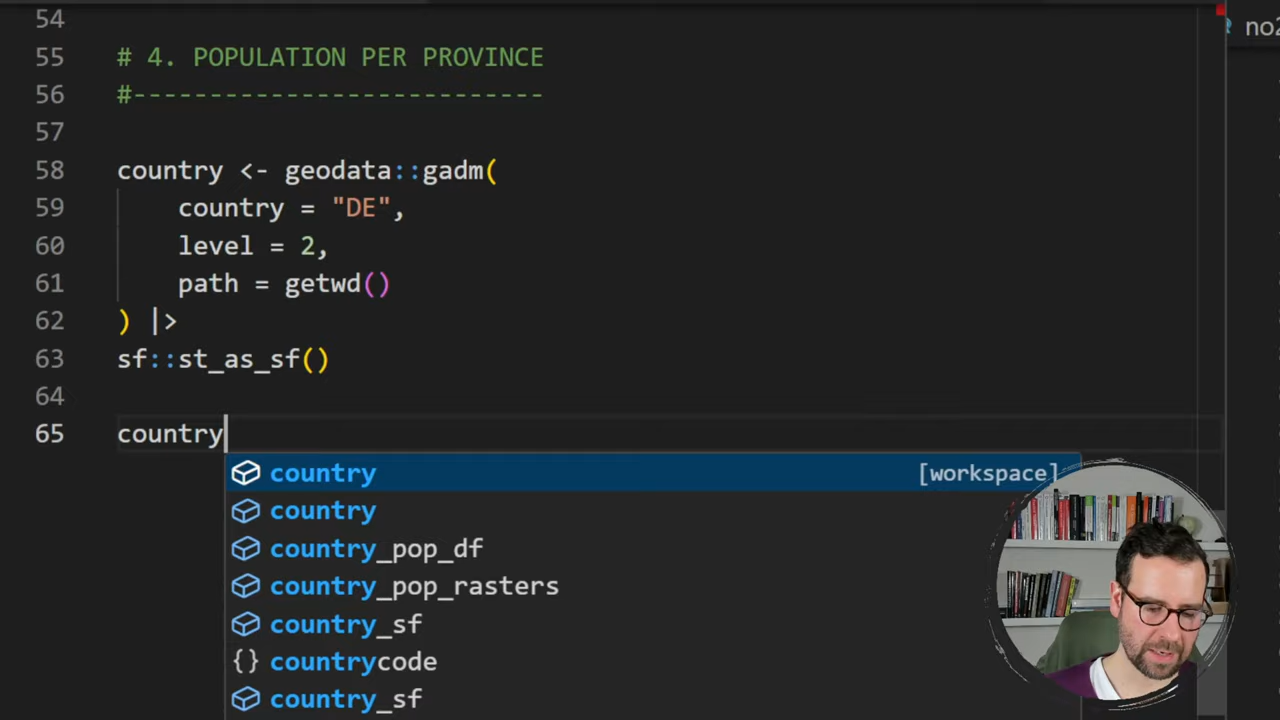 54
55 # 4. POPULATION PER PROVINCE
56 #---------------------------
57
58 country <- geodata::gadm(
59 country = "DE",
60 level = 2,
61 path = getwd()
62 ) |>
63 sf::st_as_sf()
64
65 country
country [workspace]
country
country_pop_df
country_pop_rasters
country_sf
{} countrycode
country_sf